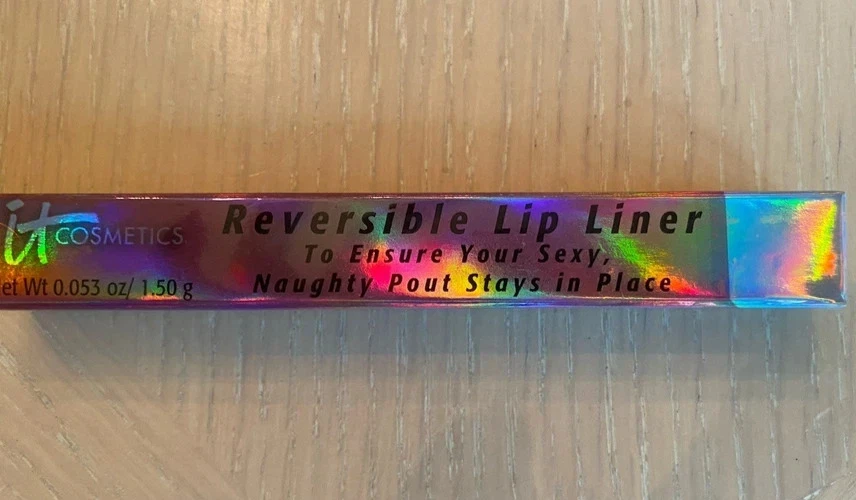 it COSMETICS
Reversible Lip Liner
To Ensure Your Sexy,
Naughty Pout Stays in Place
et Wt 0.053 oz/ 1.50 g